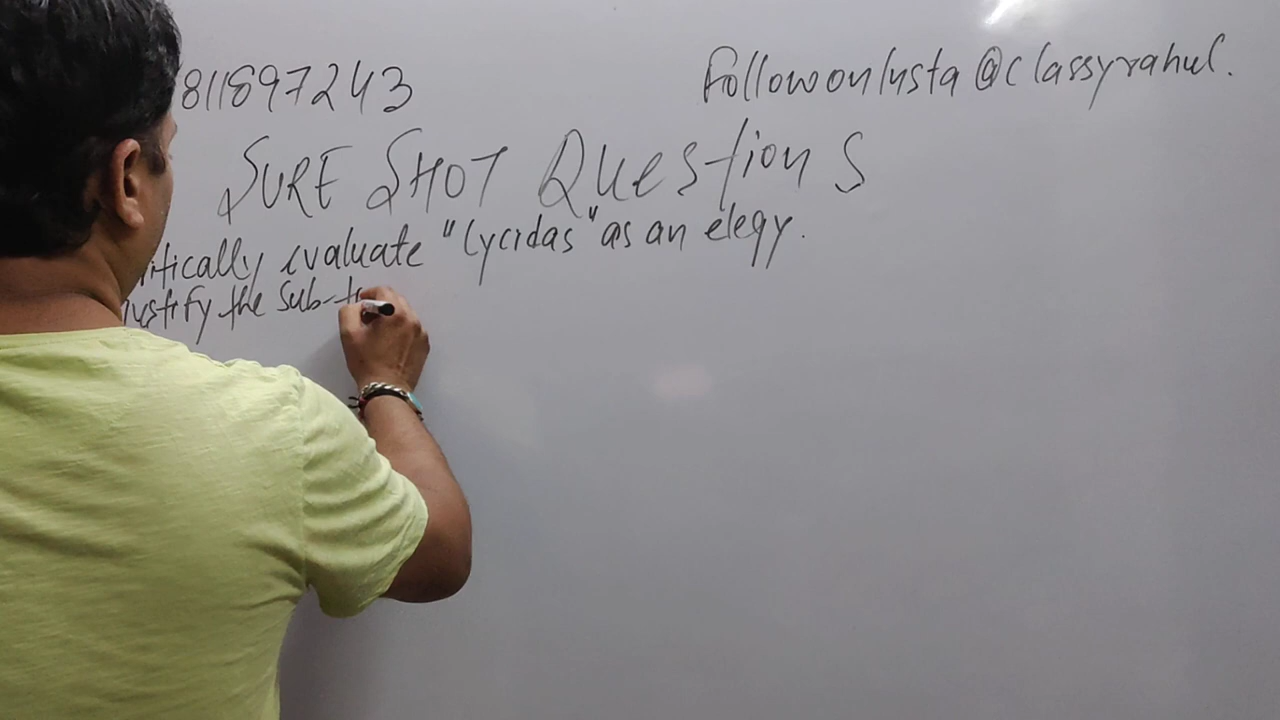 811897243
Follow on Insta @classyrahul.
SURE SHOT QuestionS
itically evaluate "Lycidas" as an elegy.
ustify the Sub-t